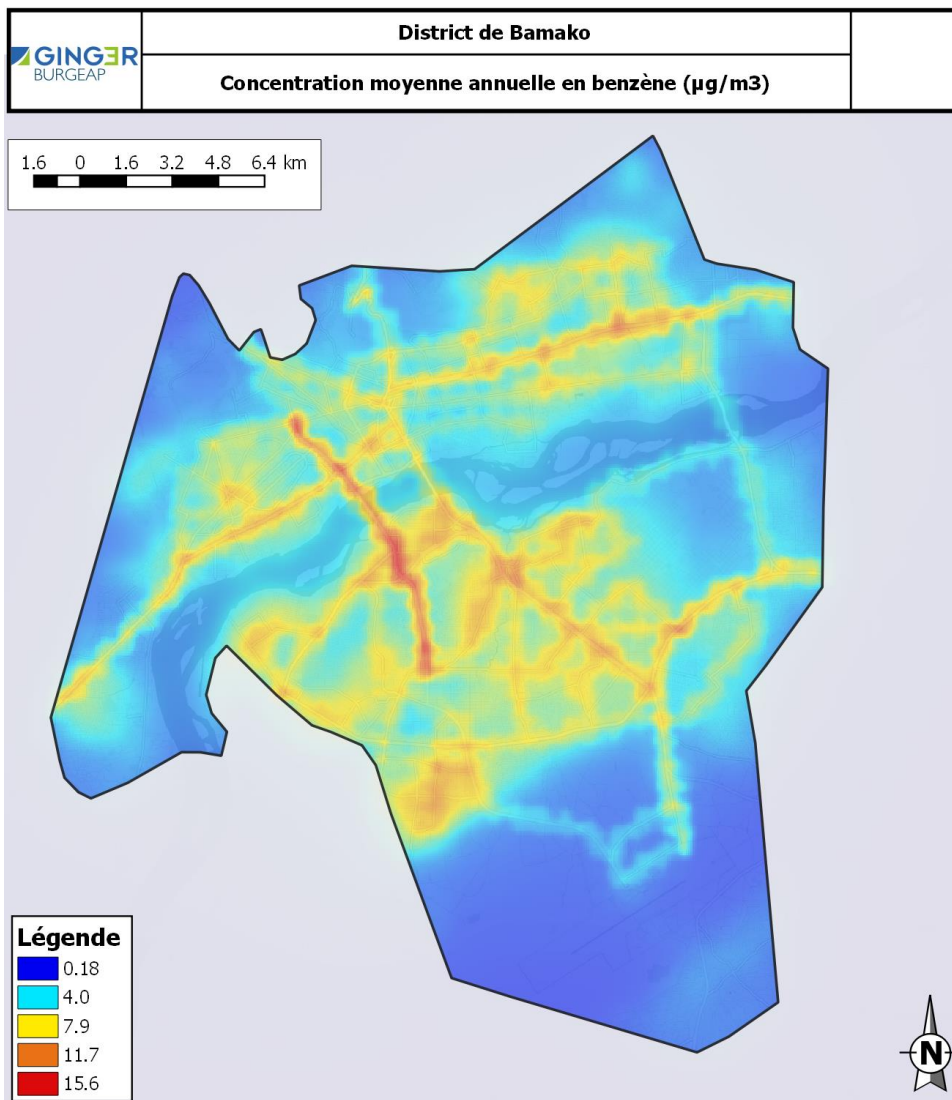 GINGER
BURGEAP
District de Bamako
Concentration moyenne annuelle en benzène (µg/m3)
1.6 0 1.6 3.2 4.8 6.4 km
Légende
0.18
4.0
7.9
11.7
15.6
N